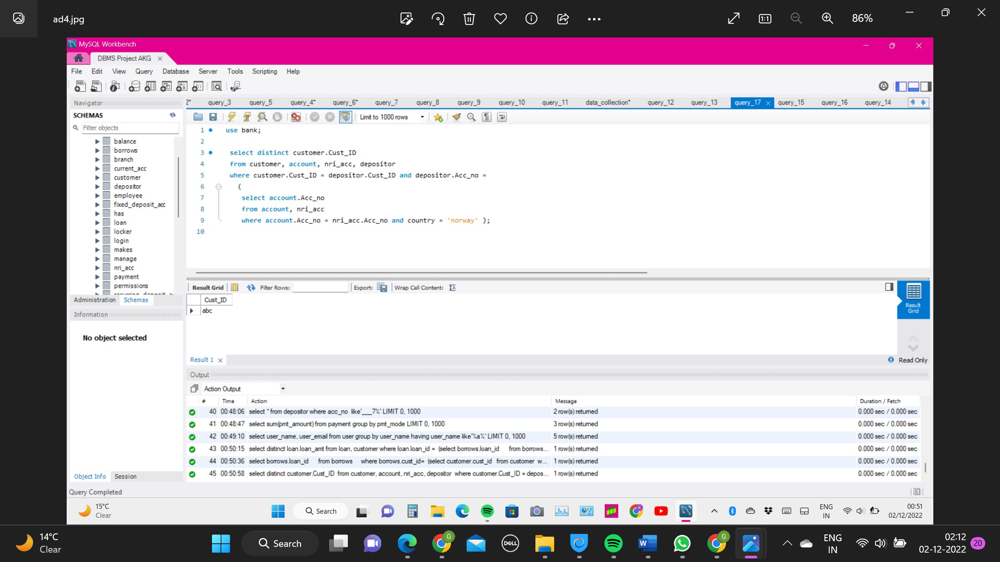 ad4.jpg
86%
MySQL Workbench
DBMS Project AKG
File Edit View Query Database Server Tools Scripting Help
Navigator
SCHEMAS
Filter objects
balance
borrows
branch
current_acc
customer
depositor
employee
fixed_deposit_acc
has
loan
locker
login
makes
manage
nri_acc
payment
permissions
Administration Schemas
Information
No object selected
Object Info Session
Query Completed
2* query_3 query_5 query_4* query_6* query_7 query_8 query_9 query_10 query_11 data_collection* query_12 query_13 query_17 query_15 query_16 query_14
Limit to 1000 rows
1 use bank;
2
3 select distinct customer.Cust_ID
4 from customer, account, nri_acc, depositor
5 where customer.Cust_ID = depositor.Cust_ID and depositor.Acc_no =
6 (
7 select account.Acc_no
8 from account, nri_acc
9 where account.Acc_no = nri_acc.Acc_no and country = 'norway' );
10
Result Grid Filter Rows: Export: Wrap Cell Content:
Cust_ID
abc
Result Grid
Result 1
Read Only
Output
Action Output
# Time Action Message Duration / Fetch
40 00:48:06 select * from depositor where acc_no like'___7%' LIMIT 0, 1000 2 row(s) returned 0.000 sec / 0.000 sec
41 00:48:47 select sum(pmt_amount) from payment group by pmt_mode LIMIT 0, 1000 3 row(s) returned 0.000 sec / 0.000 sec
42 00:49:10 select user_name, user_email from user group by user_name having user_name like'%a%' LIMIT 0, 1000 5 row(s) returned 0.000 sec / 0.000 sec
43 00:50:15 select distinct loan.loan_amt from loan, customer where loan.loan_id = (select borrows.loan_id from borrows... 1 row(s) returned 0.000 sec / 0.000 sec
44 00:50:36 select borrows.loan_id from borrows where borrows.cust_id= (select customer.cust_id from customer w... 1 row(s) returned 0.000 sec / 0.000 sec
45 00:50:58 select distinct customer.Cust_ID from customer, account, nri_acc, depositor where customer.Cust_ID = depos... 1 row(s) returned 0.000 sec / 0.000 sec
15°C
Clear
Search
ENG
IN
00:51
02/12/2022
14°C
Clear
Search
DELL
ENG
IN
02:12
02-12-2022
20